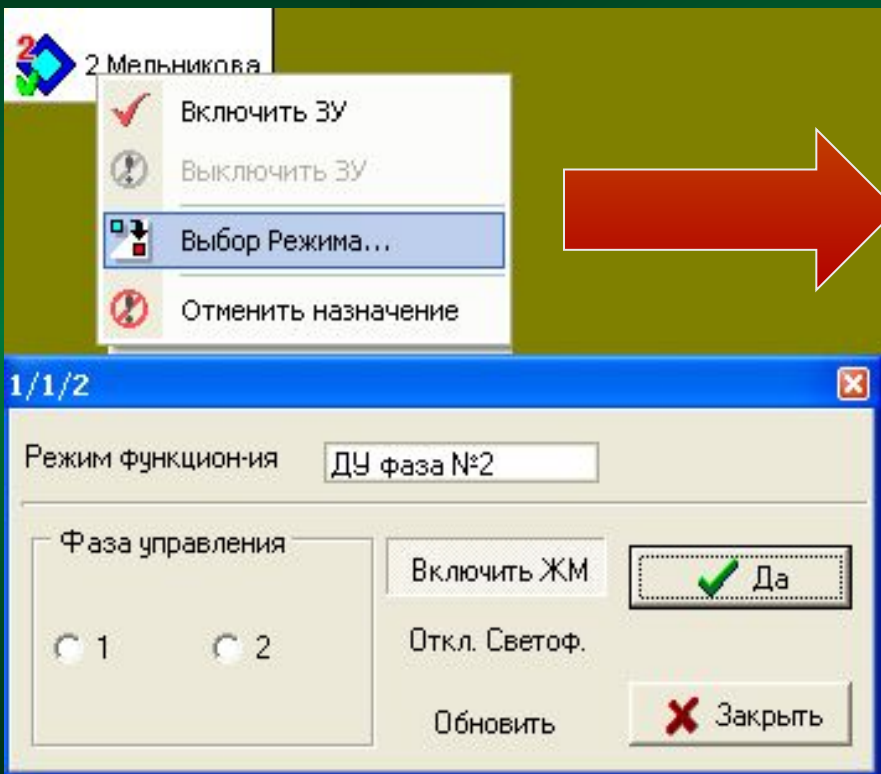 2
2 Мельникова
Включить ЗУ
Выключить ЗУ
Выбор Режима...
Отменить назначение
1/1/2
Режим функцион-ия
ДУ фаза №2
Фаза управления
1
2
Включить ЖМ
Да
Откл. Светоф.
Обновить
Закрыть